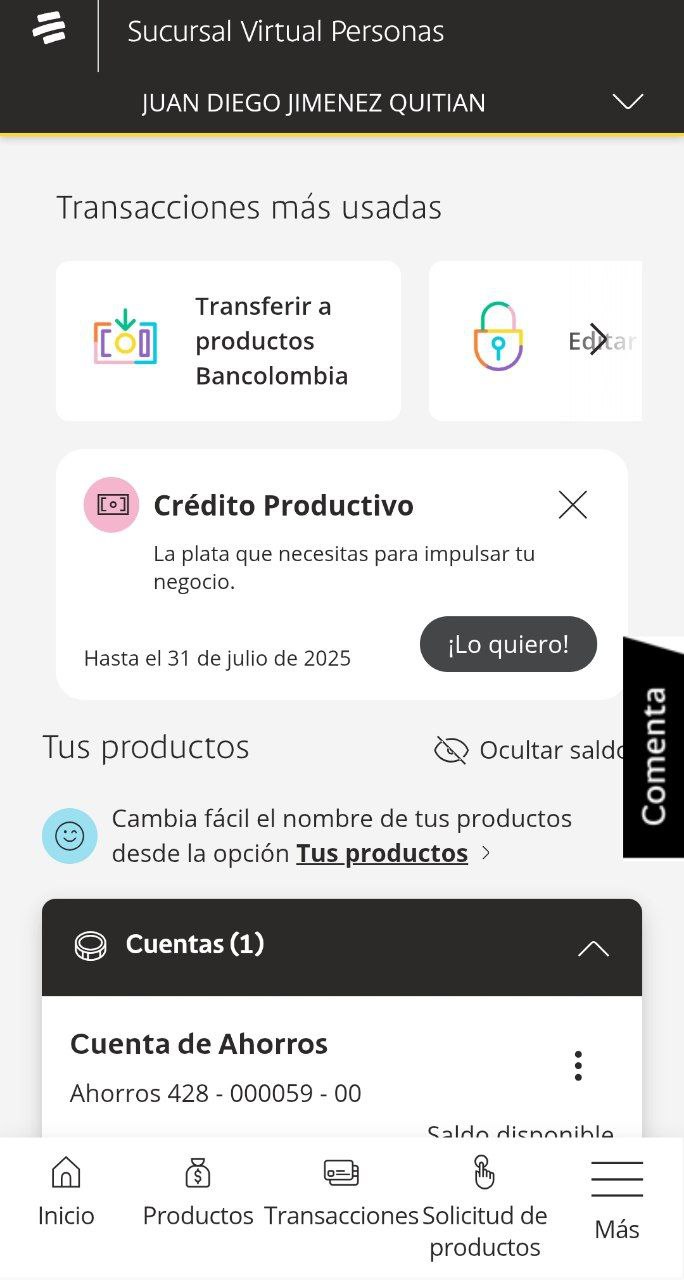 Sucursal Virtual Personas
JUAN DIEGO JIMENEZ QUITIAN
Transacciones más usadas
Transferir a
productos
Bancolombia
Editar
Crédito Productivo
La plata que necesitas para impulsar tu
negocio.
Hasta el 31 de julio de 2025
¡Lo quiero!
Comenta
Tus productos
Ocultar saldo
Cambia fácil el nombre de tus productos
desde la opción Tus productos
Cuentas (1)
Cuenta de Ahorros
Ahorros 428 - 000059 - 00
Saldo disponible
Inicio
Productos
Transacciones
Solicitud de
productos
Más